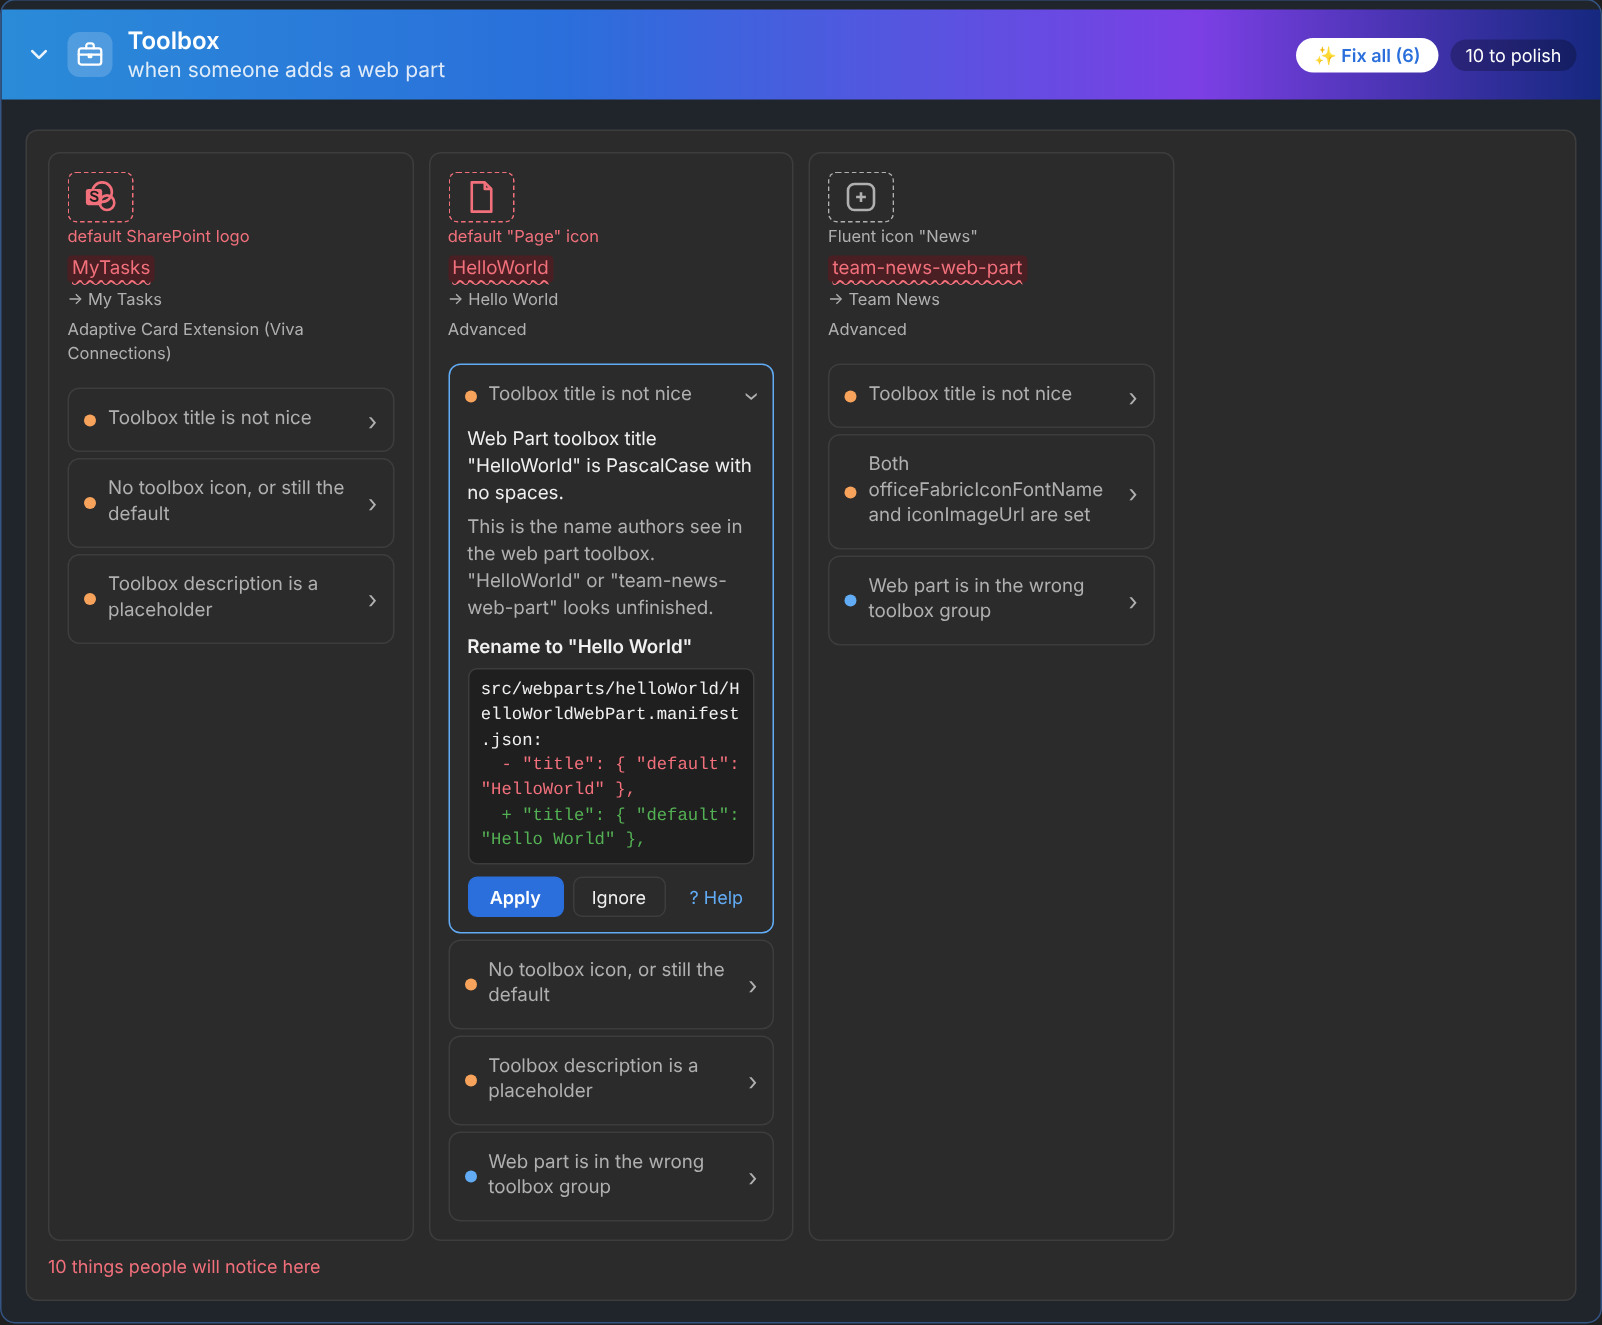 Toolbox
when someone adds a web part
✨ Fix all (6)
10 to polish
default SharePoint logo
MyTasks
→ My Tasks
Adaptive Card Extension (Viva
Connections)
Toolbox title is not nice
No toolbox icon, or still the
default
Toolbox description is a
placeholder
default "Page" icon
HelloWorld
→ Hello World
Advanced
Toolbox title is not nice
Web Part toolbox title
"HelloWorld" is PascalCase with
no spaces.
This is the name authors see in
the web part toolbox.
"HelloWorld" or "team-news-
web-part" looks unfinished.
Rename to "Hello World"
src/webparts/helloWorld/H
elloWorldWebPart.manifest
.json:
- "title": { "default":
"HelloWorld" },
+ "title": { "default":
"Hello World" },
Apply
Ignore
? Help
No toolbox icon, or still the
default
Toolbox description is a
placeholder
Web part is in the wrong
toolbox group
Fluent icon "News"
team-news-web-part
→ Team News
Advanced
Toolbox title is not nice
Both
officeFabricIconFontName
and iconImageUrl are set
Web part is in the wrong
toolbox group
10 things people will notice here